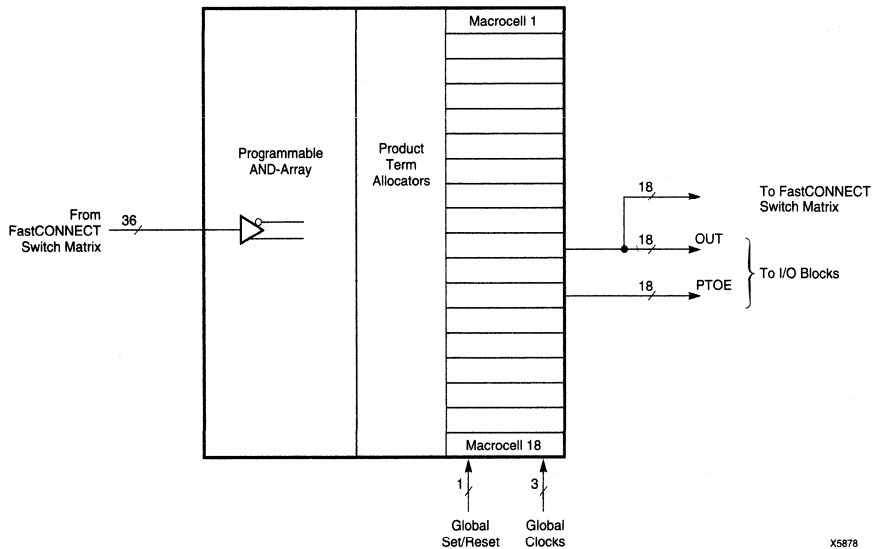 Macrocell 1
Programmable
AND-Array
Product
Term
Allocators
From
FastCONNECT
Switch Matrix
36
18
To FastCONNECT
Switch Matrix
18
OUT
To I/O Blocks
18
PTOE
Macrocell 18
1
3
Global
Set/Reset
Global
Clocks
X5878